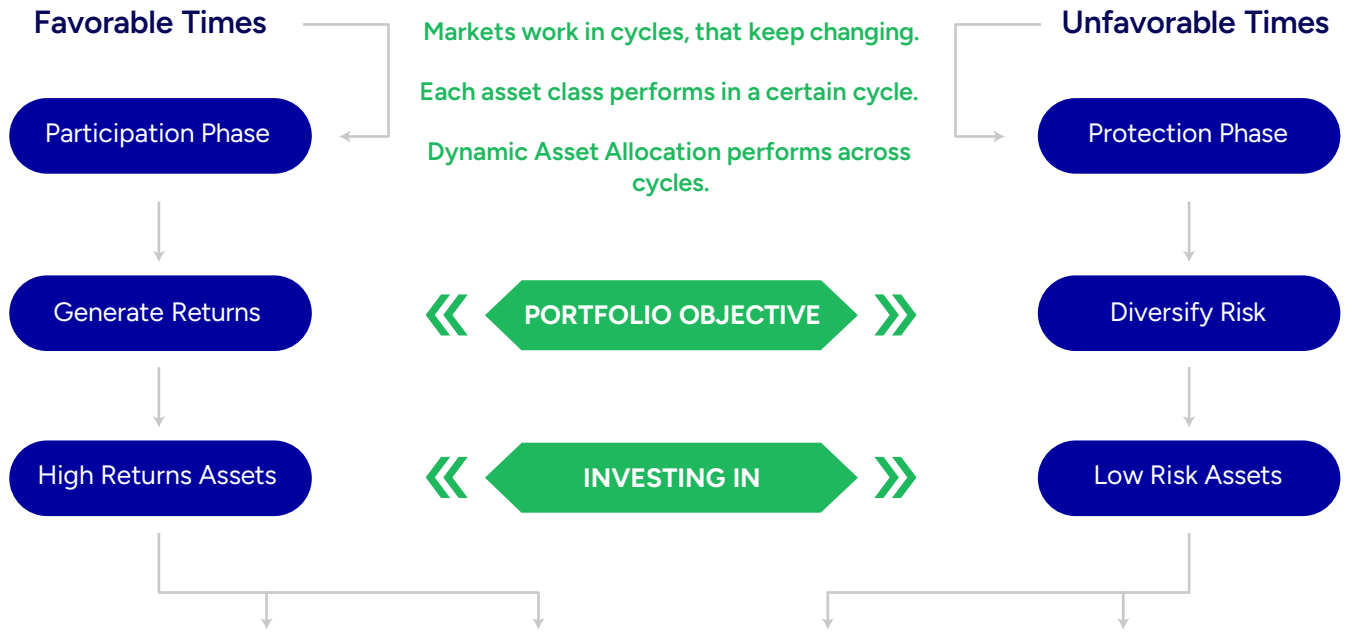 Favorable Times
Markets work in cycles, that keep changing.
Each asset class performs in a certain cycle.
Dynamic Asset Allocation performs across
cycles.
Unfavorable Times
Participation Phase
Protection Phase
Generate Returns
PORTFOLIO OBJECTIVE
Diversify Risk
High Returns Assets
INVESTING IN
Low Risk Assets